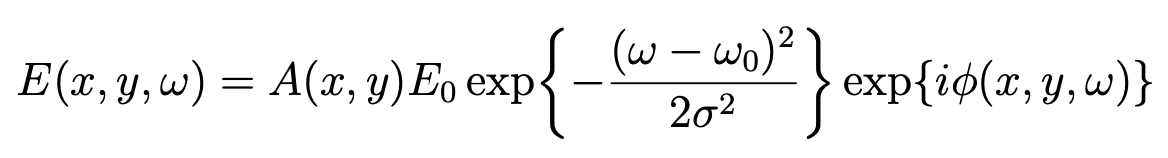 E(x, y, ω) = A(x, y)E₀ exp{−(ω − ω₀)²/2σ²} exp{iϕ(x, y, ω)}